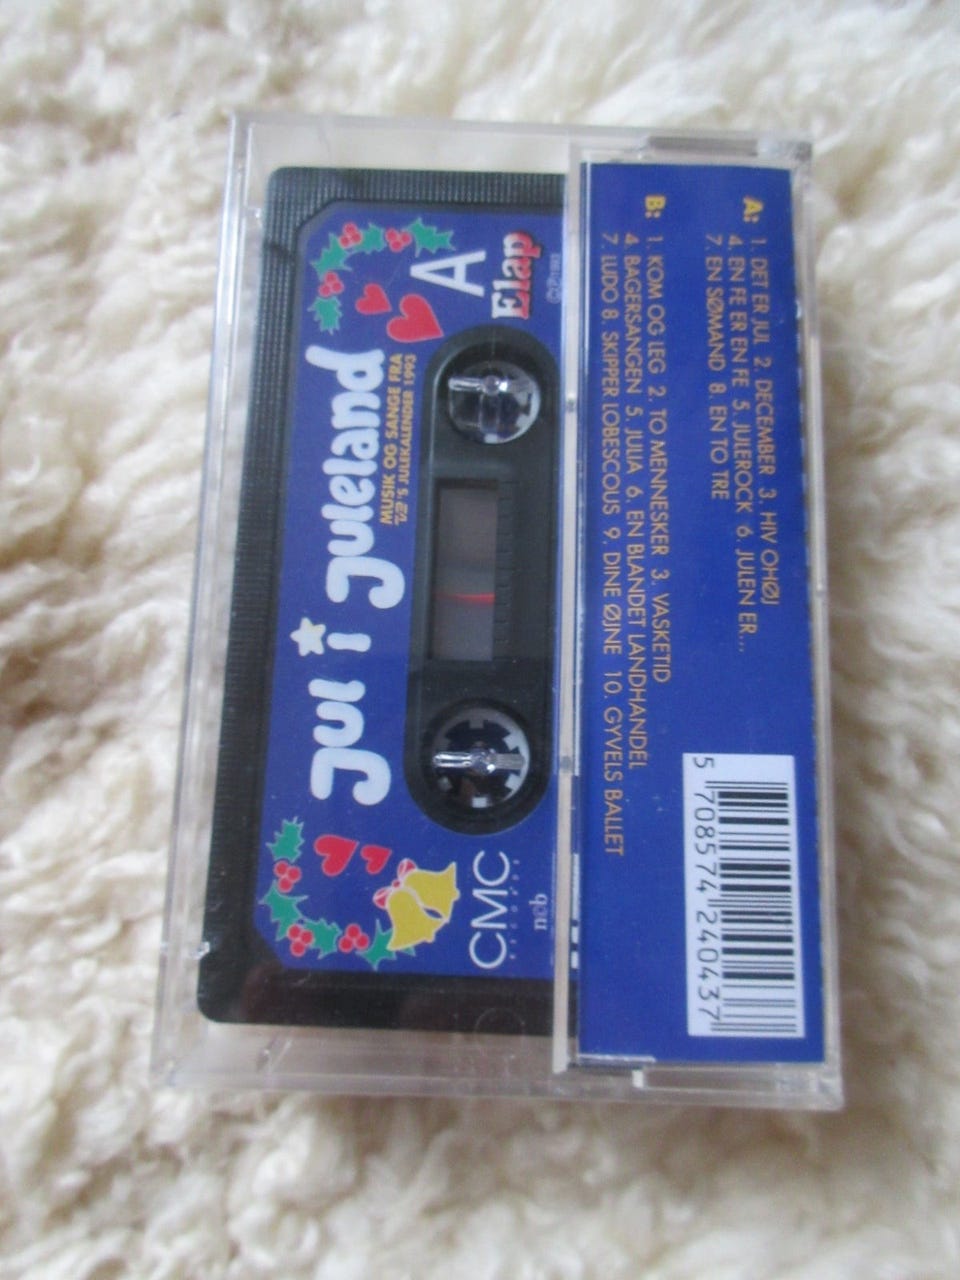 A: 1. DET ER JUL 2. DECEMBER 3. HIV OHØJ
4. EN FE ER EN FE 5. JULEROCK 6. JULEN ER...
7. EN SØMAND 8. EN TO TRE
B: 1. KOM OG LEG 2. TO MENNESKER 3. VASKETID
4. BAGERSANGEN 5. JULIA 6. EN BLANDET LANDHANDEL
7. LUDO 8. SKIPPER LOBESCOUS 9. DINE ØJNE 10. GYVELS BALLET
5 708574 240437
Jul i Juleland
MUSIK OG SANGE FRA
TV2'S JULEKALENDER 1993
A
Elap
℗©1993
CMC
RECORDS
ncb